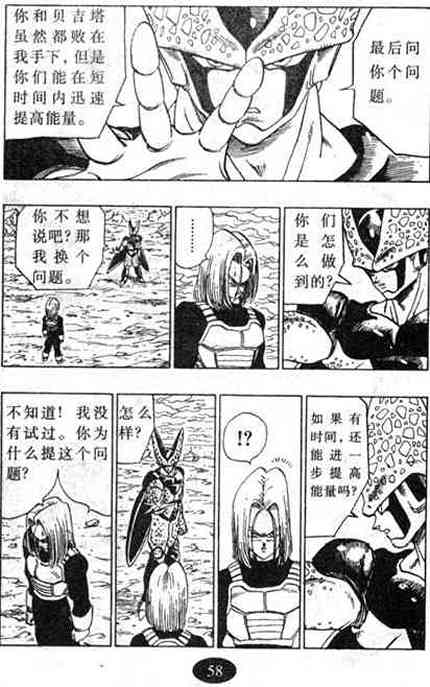 最后问
你个问
题。
你和贝吉塔
虽然都败在
我手下，但是
你们能在短
时间内迅速
提高能量。
你们
是怎
么做
到的？
……
你不想
说吧？那
我换个
问题。
如果有
时间，还
能进一
步提高
能量吗？
!?
怎么
样？
不知道！我没
有试过。你为
什么提这个问
题？
58